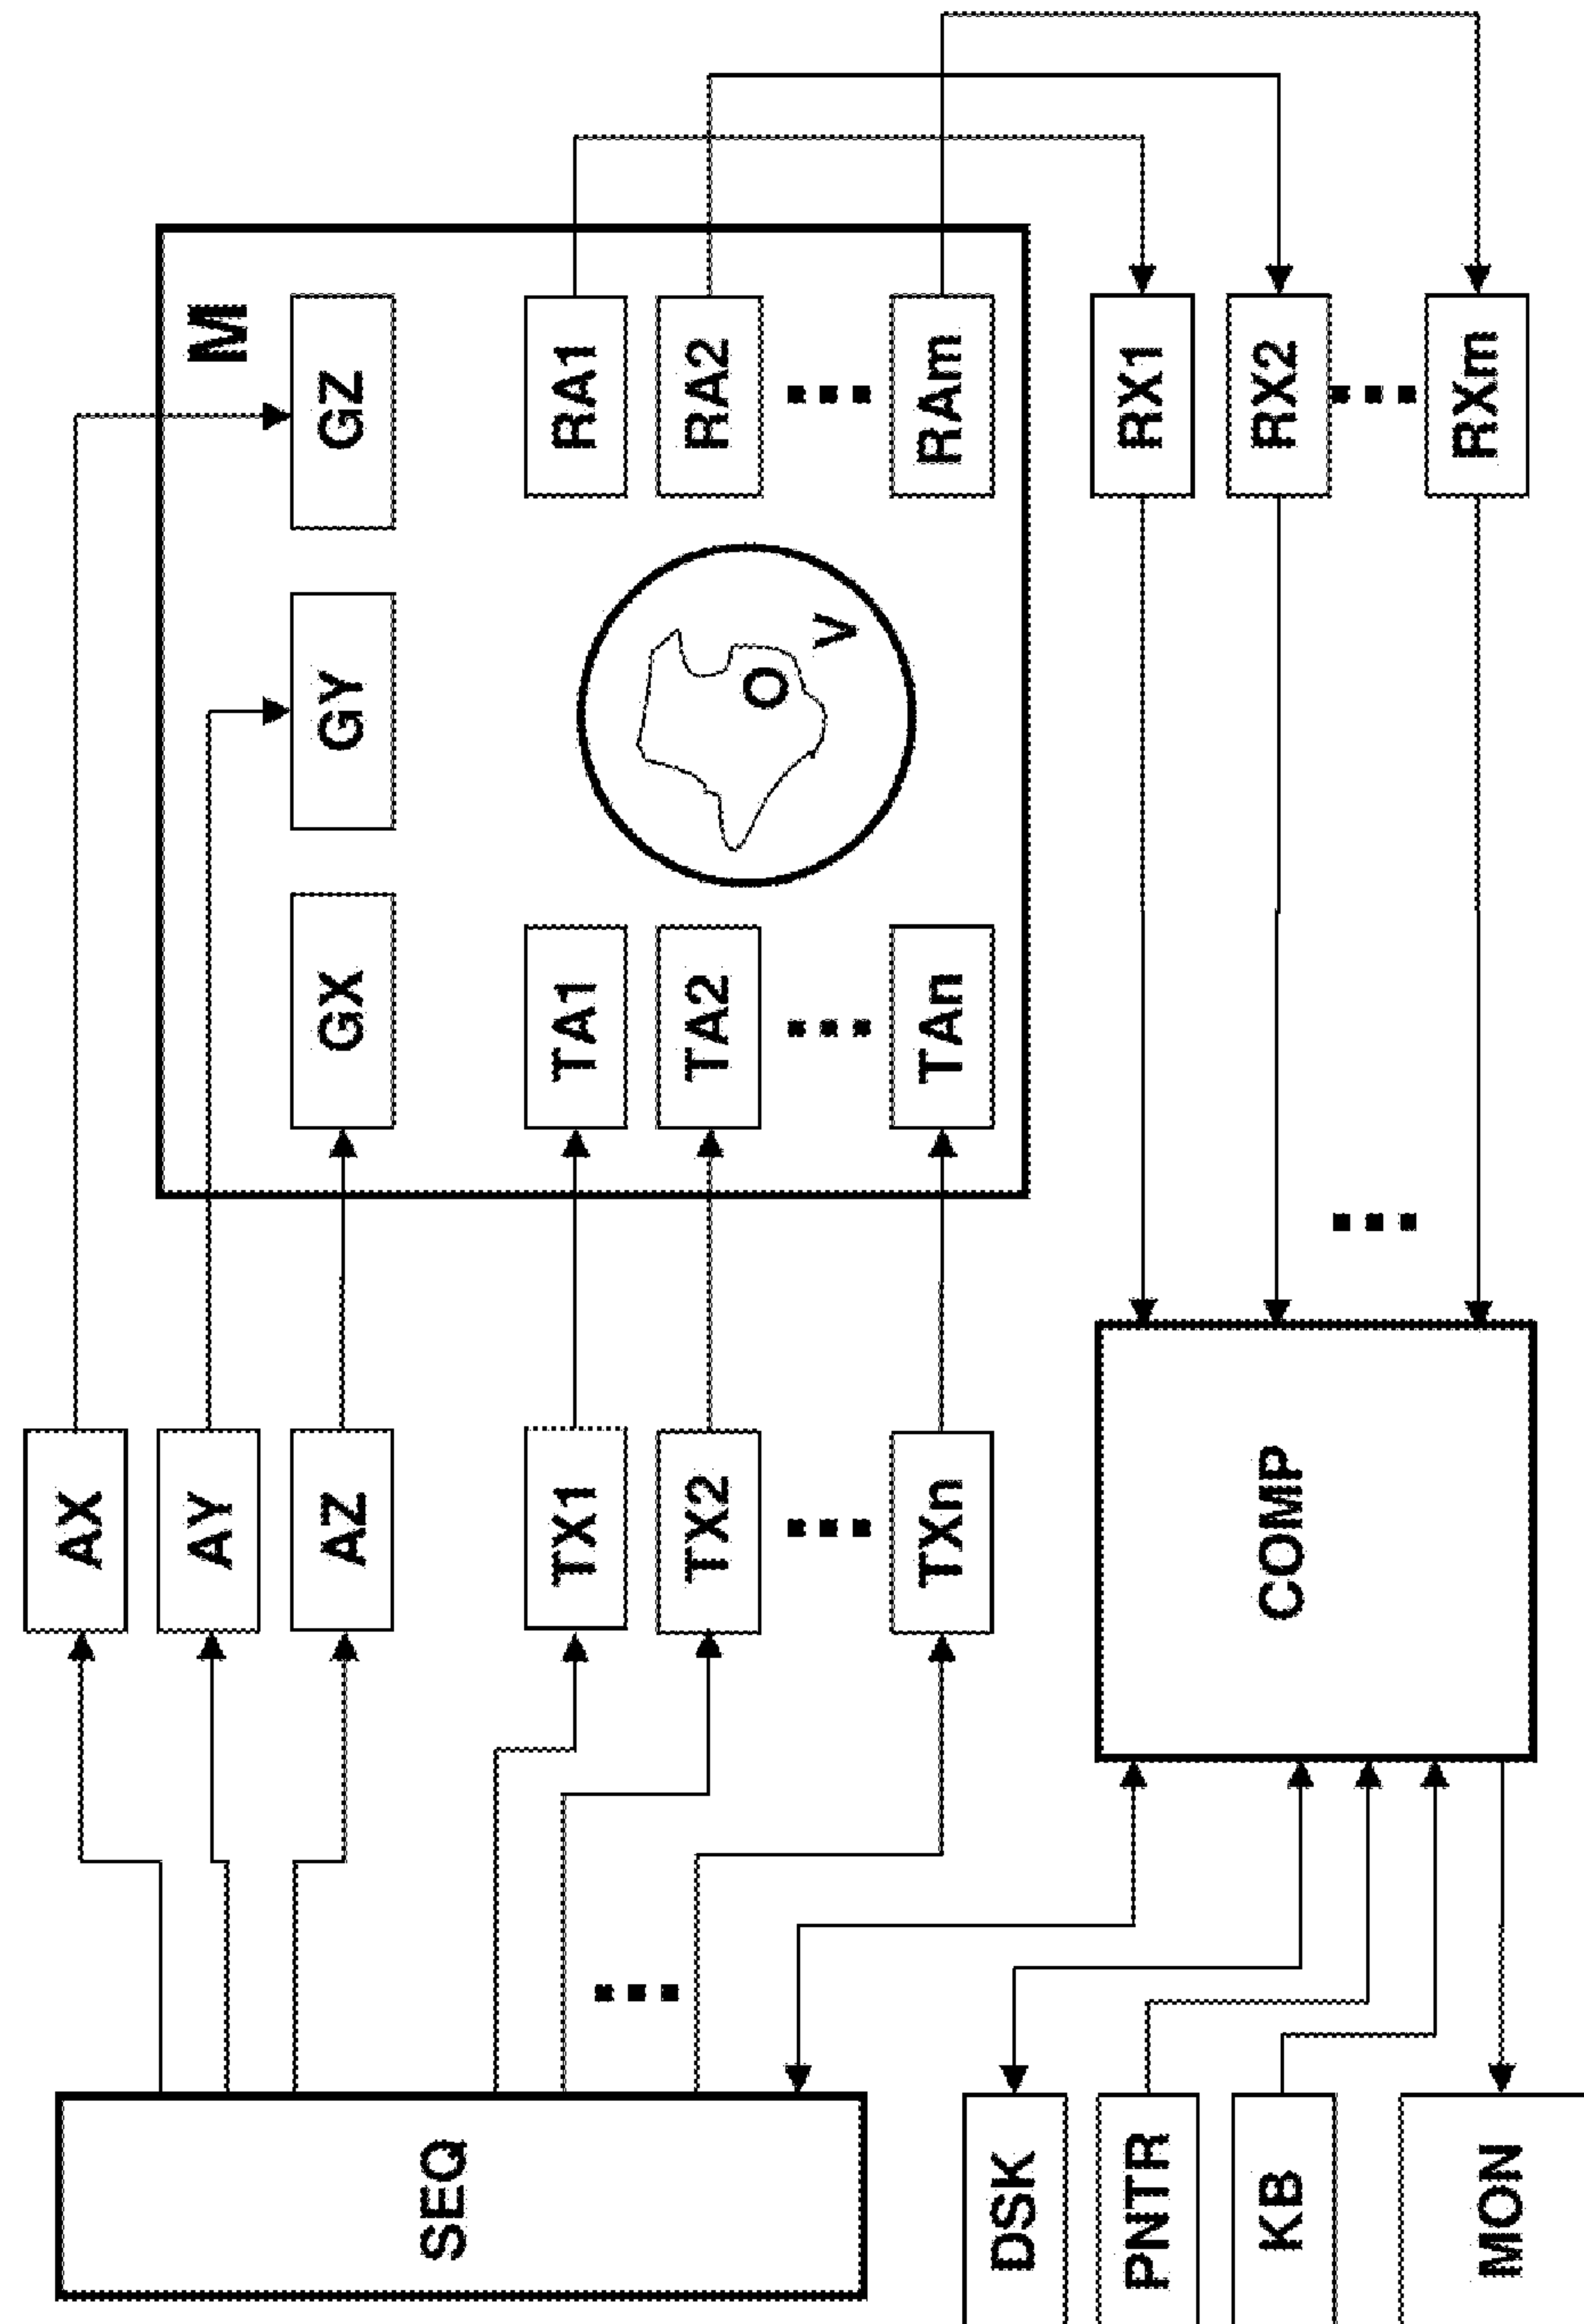 SEQ
AX
AY
AZ
TX1
TX2
...
TXn
...
M
GX
GY
GZ
TA1
TA2
...
TAn
O
V
RA1
RA2
...
RAm
DSK
PNTR
KB
MON
COMP
...
RX1
RX2
...
RXm